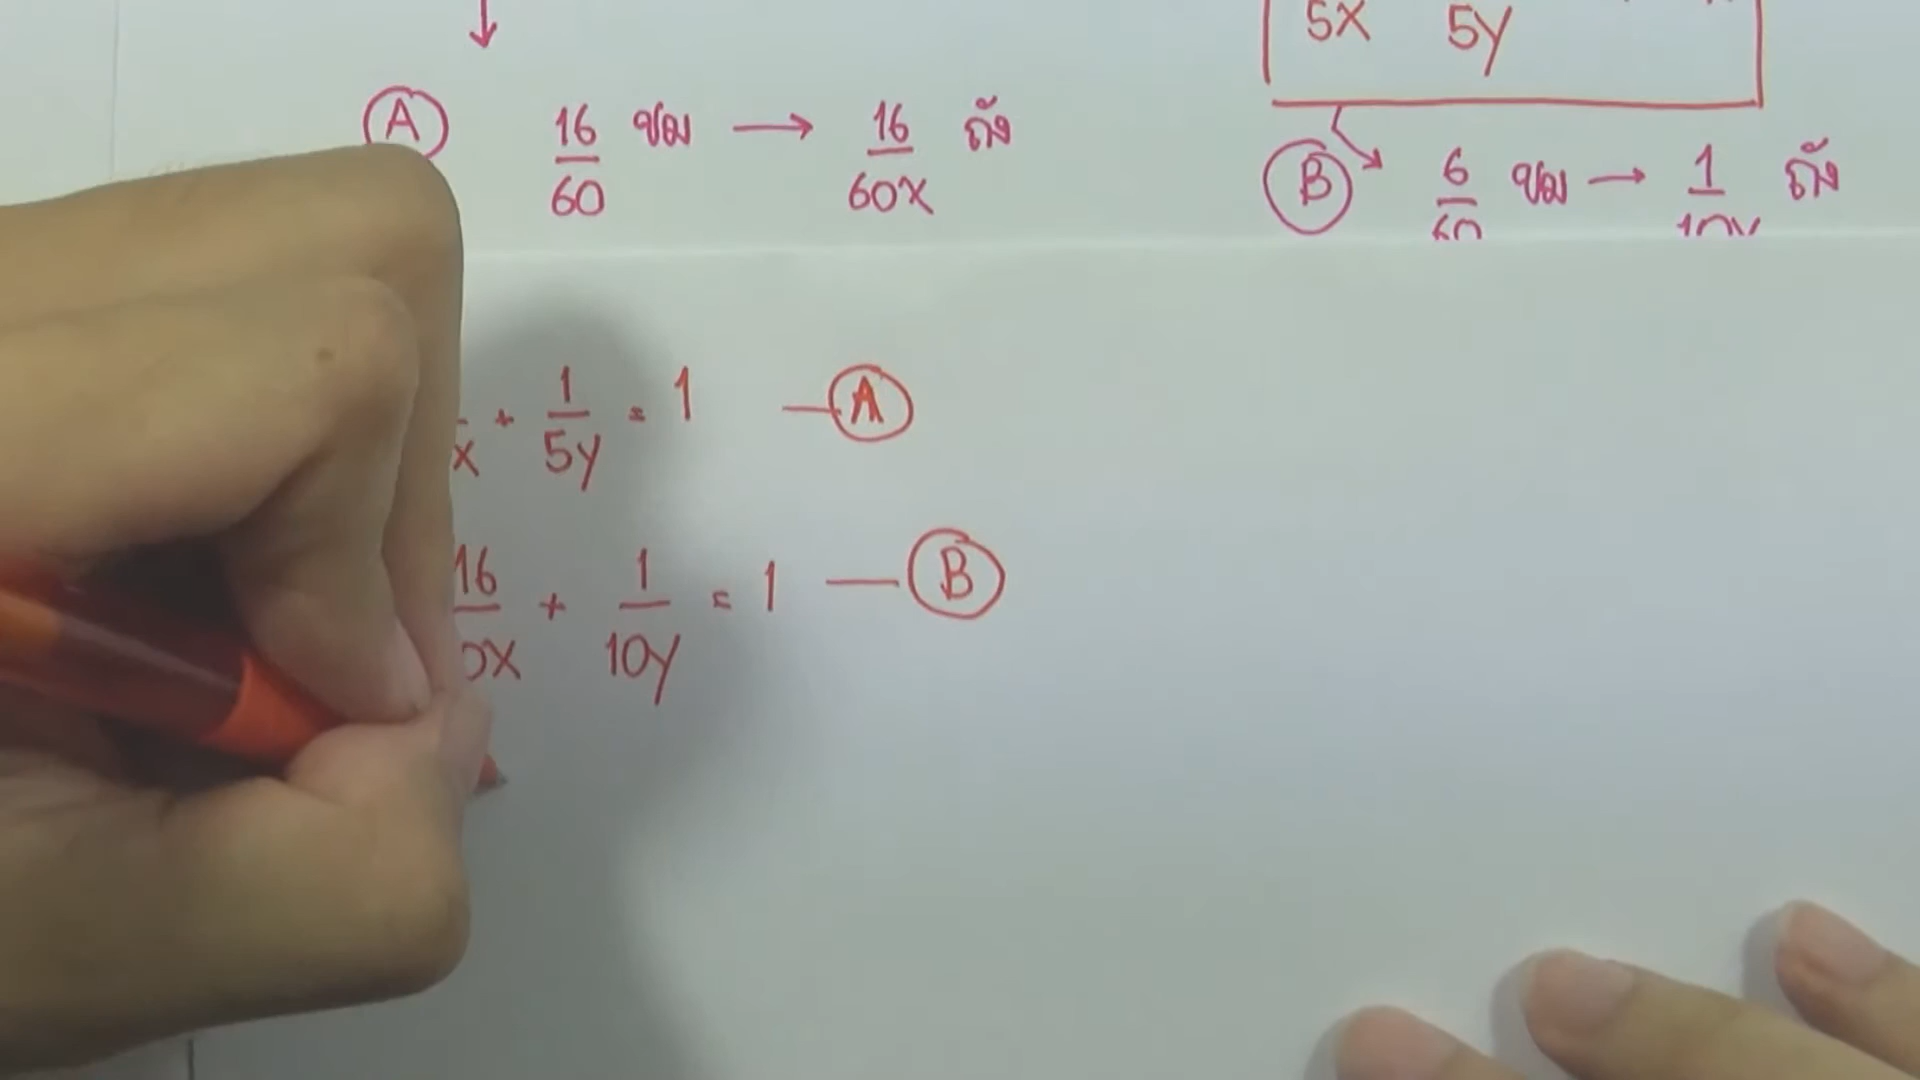 5x 5y
A 16/60 ชม → 16/60x ถัง
B 6/60 ชม → 1/10y ถัง
x + 1/5y = 1 — A
16/0x + 1/10y = 1 — B